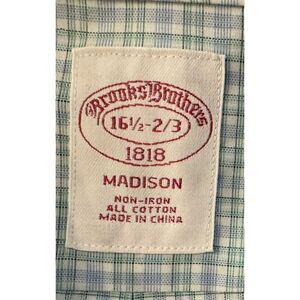 Brooks Brothers
16½-2/3
1818
MADISON
NON-IRON
ALL COTTON
MADE IN CHINA